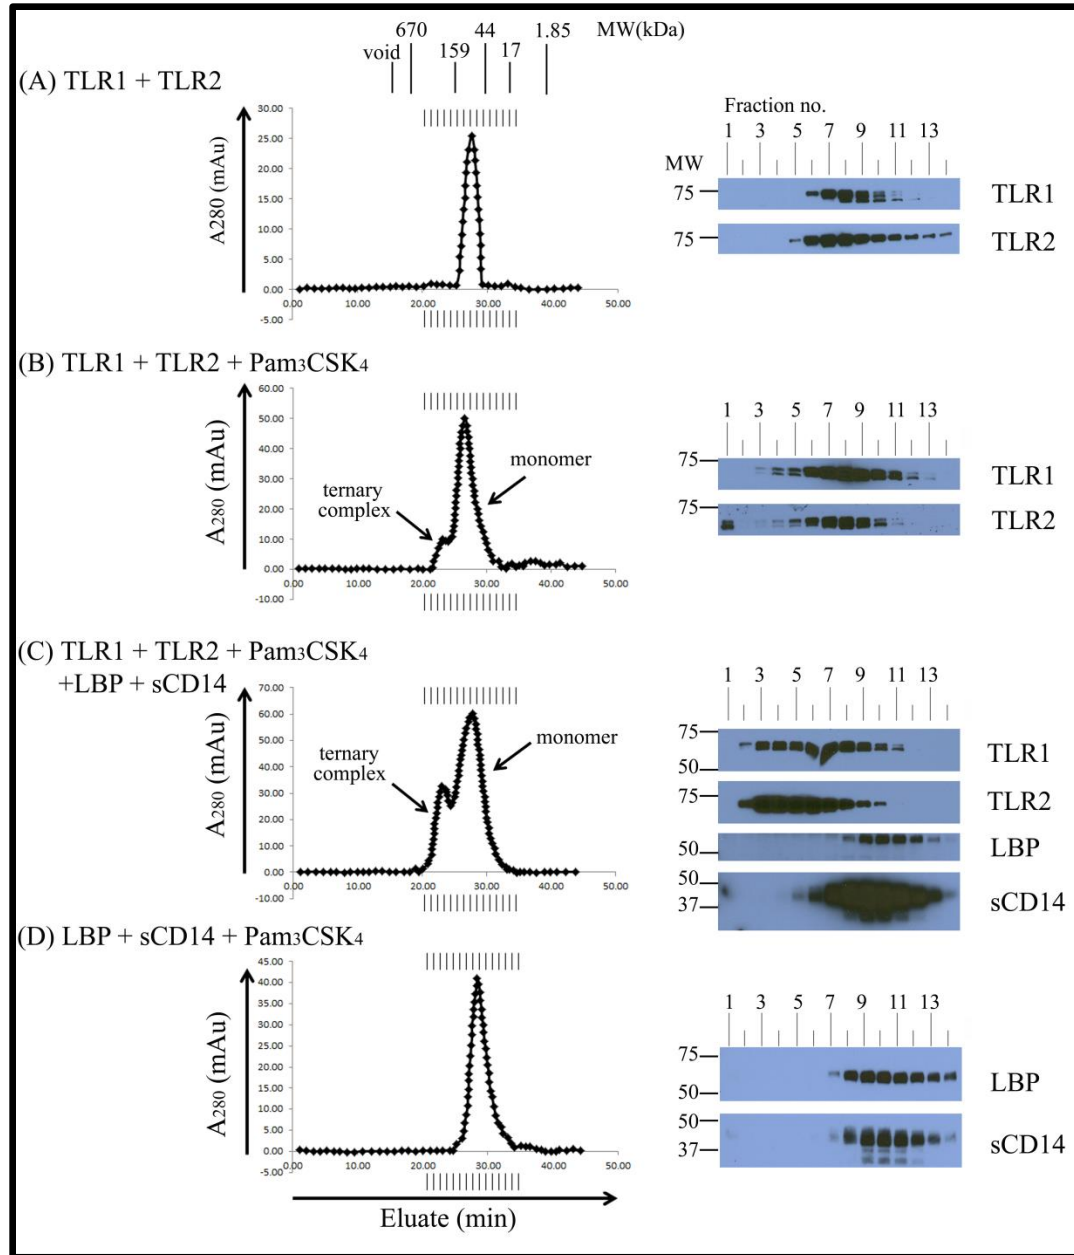 670 44 1.85 MW(kDa)
void 159 17
(A) TLR1 + TLR2
A280 (mAu)
30.00
25.00
20.00
15.00
10.00
5.00
0.00
-5.00
0.00 10.00 20.00 30.00 40.00 50.00
Fraction no.
1 3 5 7 9 11 13
MW
75 TLR1
75 TLR2
(B) TLR1 + TLR2 + Pam3CSK4
A280 (mAu)
60.00
50.00
40.00
30.00
20.00
10.00
0.00
-10.00
0.00 10.00 20.00 30.00 40.00 50.00
ternary
complex
monomer
1 3 5 7 9 11 13
75 TLR1
75 TLR2
(C) TLR1 + TLR2 + Pam3CSK4
+LBP + sCD14
A280 (mAu)
70.00
60.00
50.00
40.00
30.00
20.00
10.00
0.00
-10.00
0.00 10.00 20.00 30.00 40.00 50.00
ternary
complex
monomer
1 3 5 7 9 11 13
75
50 TLR1
75 TLR2
50 LBP
50
37 sCD14
(D) LBP + sCD14 + Pam3CSK4
A280 (mAu)
45.00
40.00
35.00
30.00
25.00
20.00
15.00
10.00
5.00
0.00
-5.00
0.00 10.00 20.00 30.00 40.00 50.00
Eluate (min)
1 3 5 7 9 11 13
75
50 LBP
50
37 sCD14